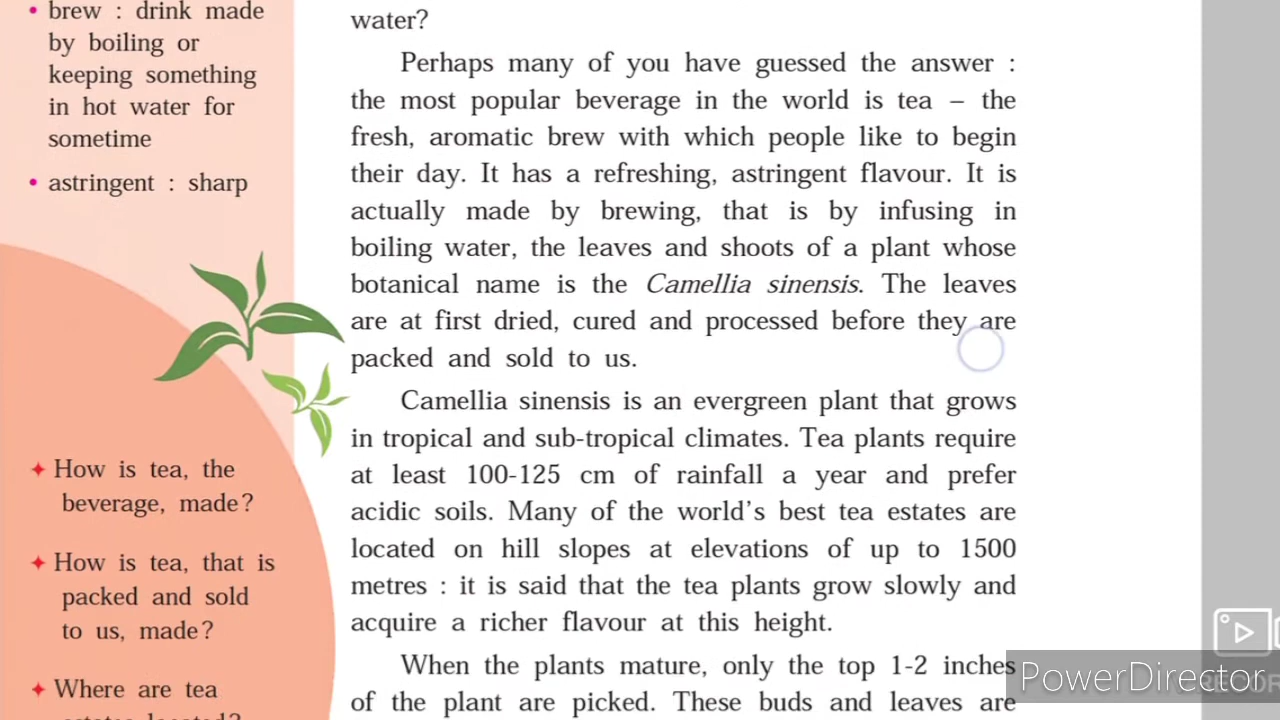 • brew : drink made
by boiling or
keeping something
in hot water for
sometime
• astringent : sharp
✦ How is tea, the
beverage, made?
✦ How is tea, that is
packed and sold
to us, made?
✦ Where are tea
estates located?
water?
Perhaps many of you have guessed the answer :
the most popular beverage in the world is tea – the
fresh, aromatic brew with which people like to begin
their day. It has a refreshing, astringent flavour. It is
actually made by brewing, that is by infusing in
boiling water, the leaves and shoots of a plant whose
botanical name is the Camellia sinensis. The leaves
are at first dried, cured and processed before they are
packed and sold to us.
Camellia sinensis is an evergreen plant that grows
in tropical and sub-tropical climates. Tea plants require
at least 100-125 cm of rainfall a year and prefer
acidic soils. Many of the world's best tea estates are
located on hill slopes at elevations of up to 1500
metres : it is said that the tea plants grow slowly and
acquire a richer flavour at this height.
When the plants mature, only the top 1-2 inches
of the plant are picked. These buds and leaves are
PowerDirector